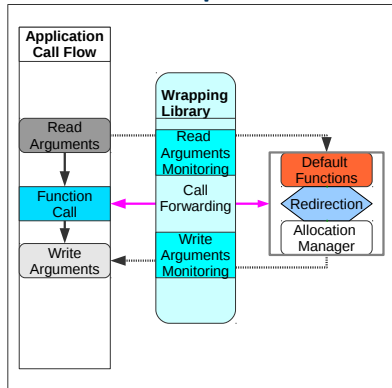 Application
Call Flow
Wrapping
Library
Read
Arguments
Read
Arguments
Monitoring
Default
Functions
Function
Call
Call
Forwarding
Redirection
Write
Arguments
Write
Arguments
Monitoring
Allocation
Manager